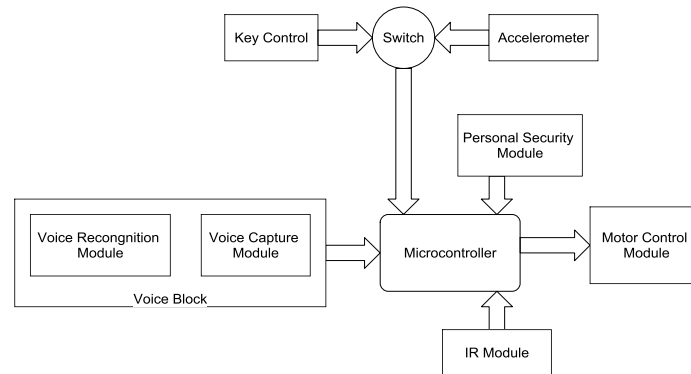 Key Control
Switch
Accelerometer
Personal Security
Module
Voice Recongnition
Module
Voice Capture
Module
Voice Block
Microcontroller
Motor Control
Module
IR Module